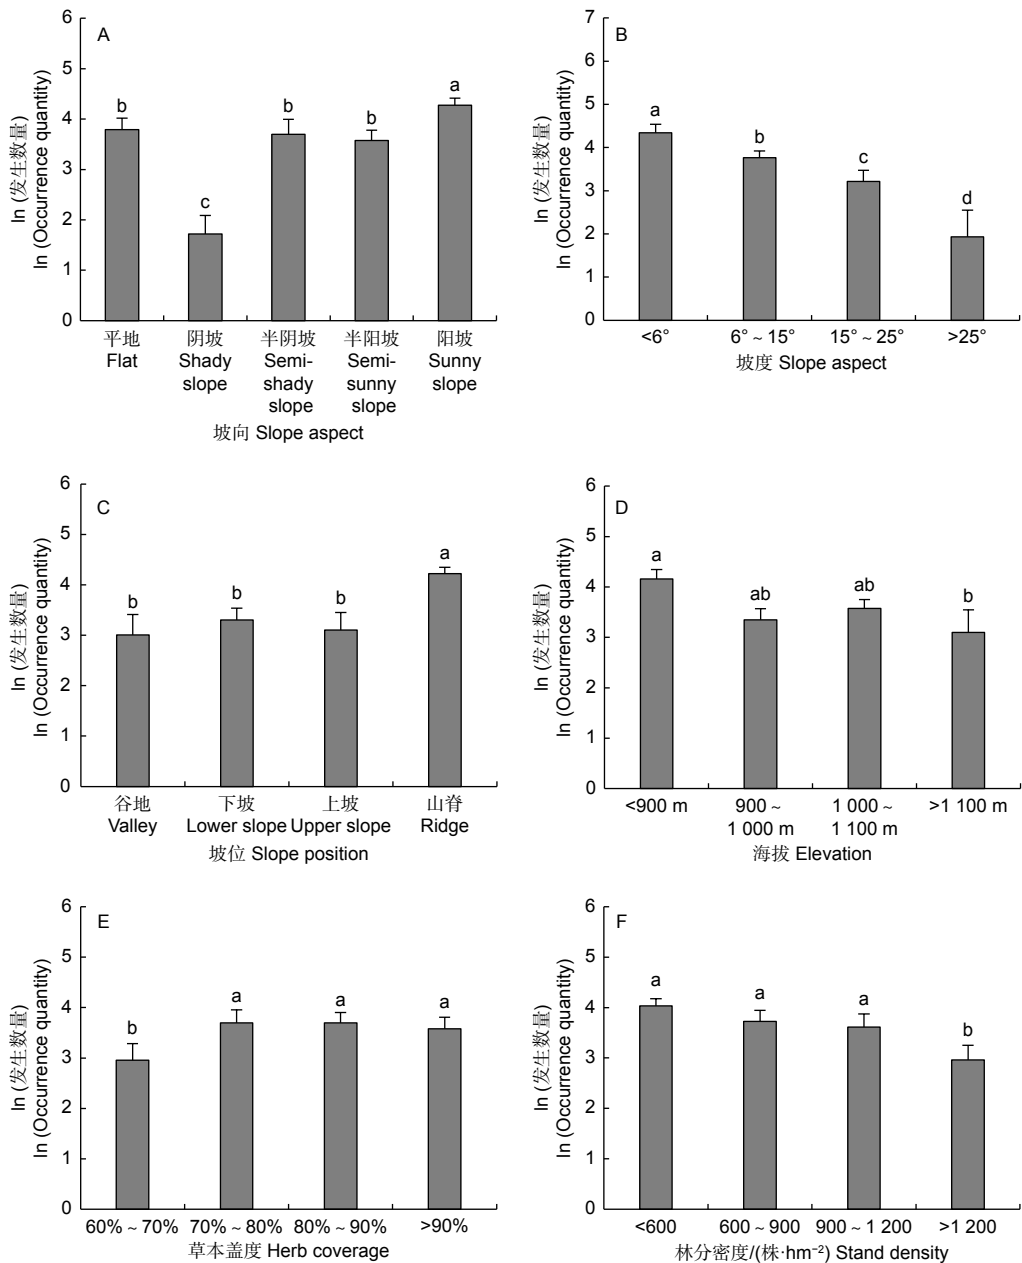 A
ln (发生数量)
ln (Occurrence quantity)
6
5
4
3
2
1
0
b
c
b
b
a
平地 阴坡 半阴坡 半阳坡 阳坡
Flat Shady Semi- Semi- Sunny
slope shady sunny slope
slope slope
坡向 Slope aspect
B
ln (发生数量)
ln (Occurrence quantity)
7
6
5
4
3
2
1
0
a
b
c
d
<6° 6° ~ 15° 15° ~ 25° >25°
坡度 Slope aspect
C
ln (发生数量)
ln (Occurrence quantity)
6
5
4
3
2
1
0
b
b
b
a
谷地 下坡 上坡 山脊
Valley Lower slope Upper slope Ridge
坡位 Slope position
D
ln (发生数量)
ln (Occurrence quantity)
6
5
4
3
2
1
0
a
ab
ab
b
<900 m 900 ~ 1 000 ~ >1 100 m
1 000 m 1 100 m
海拔 Elevation
E
ln (发生数量)
ln (Occurrence quantity)
6
5
4
3
2
1
0
b
a
a
a
60% ~ 70% 70% ~ 80% 80% ~ 90% >90%
草本盖度 Herb coverage
F
ln (发生数量)
ln (Occurrence quantity)
6
5
4
3
2
1
0
a
a
a
b
<600 600 ~ 900 900 ~ 1 200 >1 200
林分密度/(株·hm⁻²) Stand density